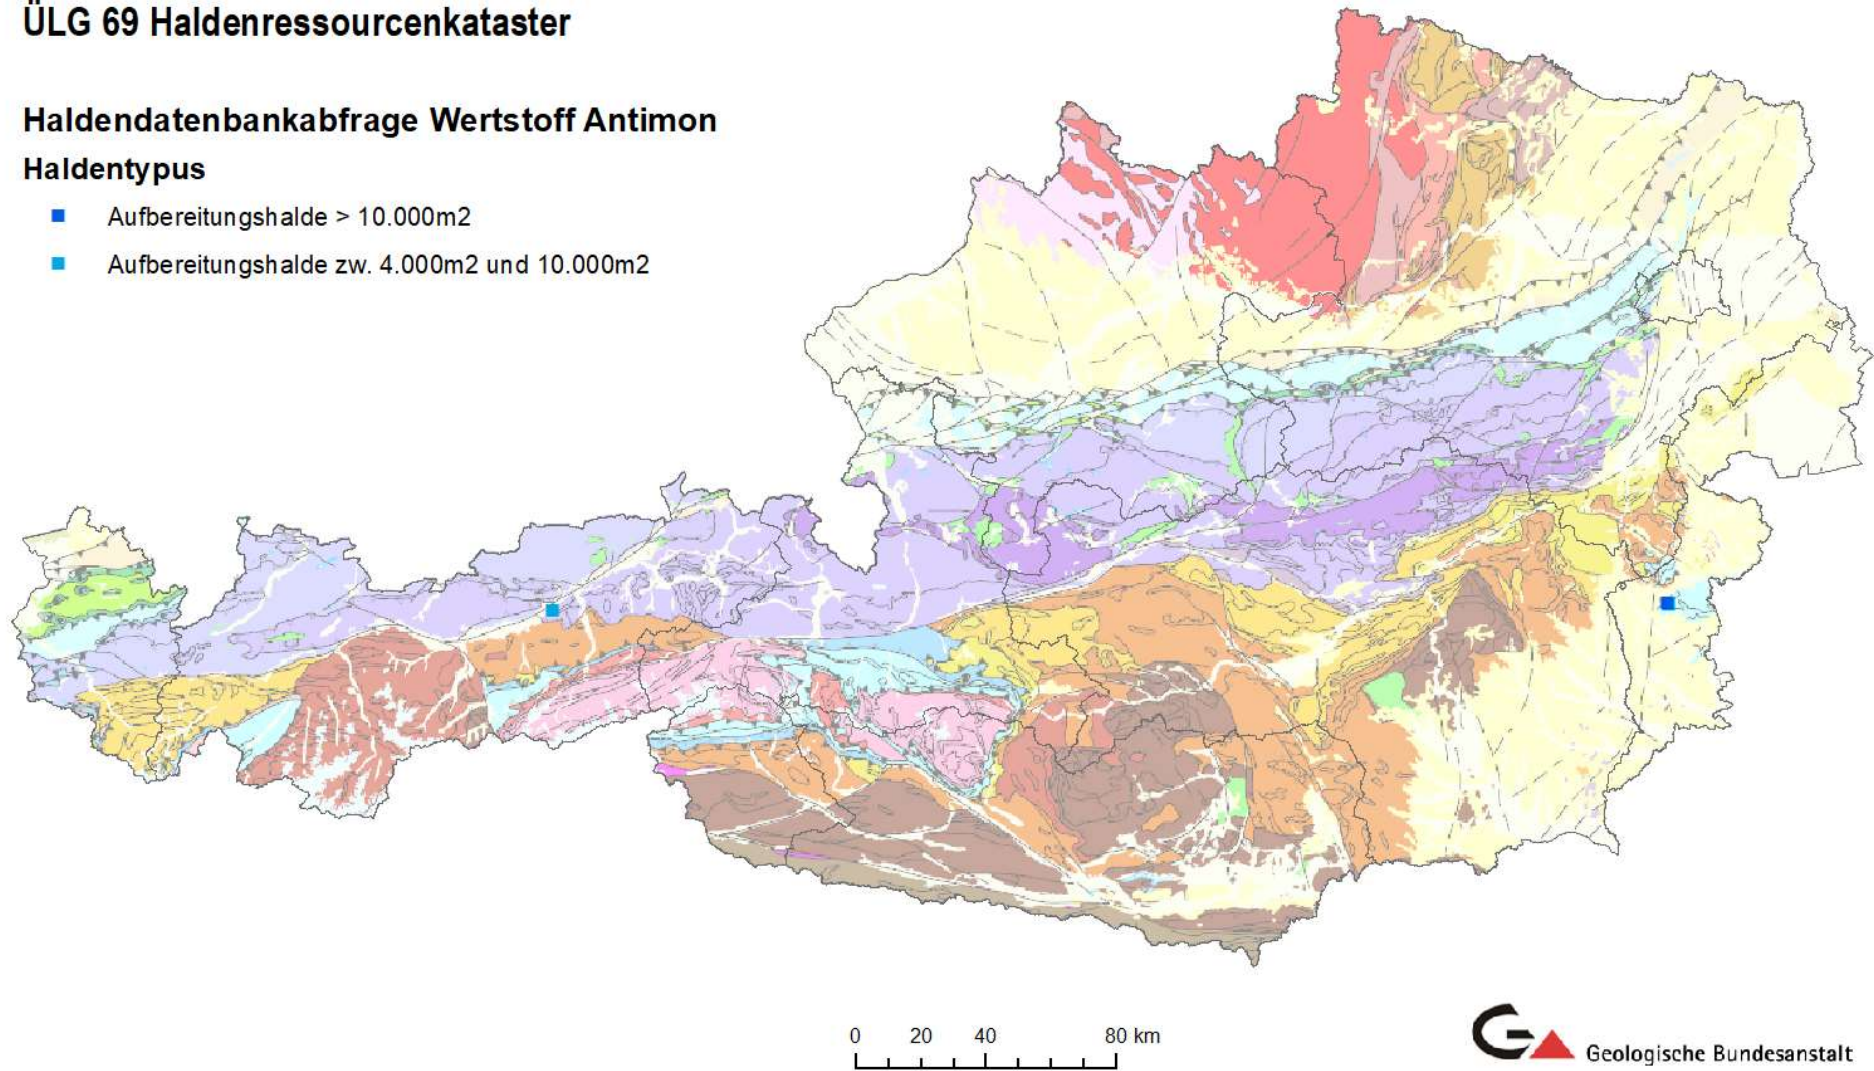 ÜLG 69 Haldenressourcenkataster
Haldendatenbankabfrage Wertstoff Antimon
Haldentypus
Aufbereitungshalde > 10.000m2
Aufbereitungshalde zw. 4.000m2 und 10.000m2
0 20 40 80 km
Geologische Bundesanstalt